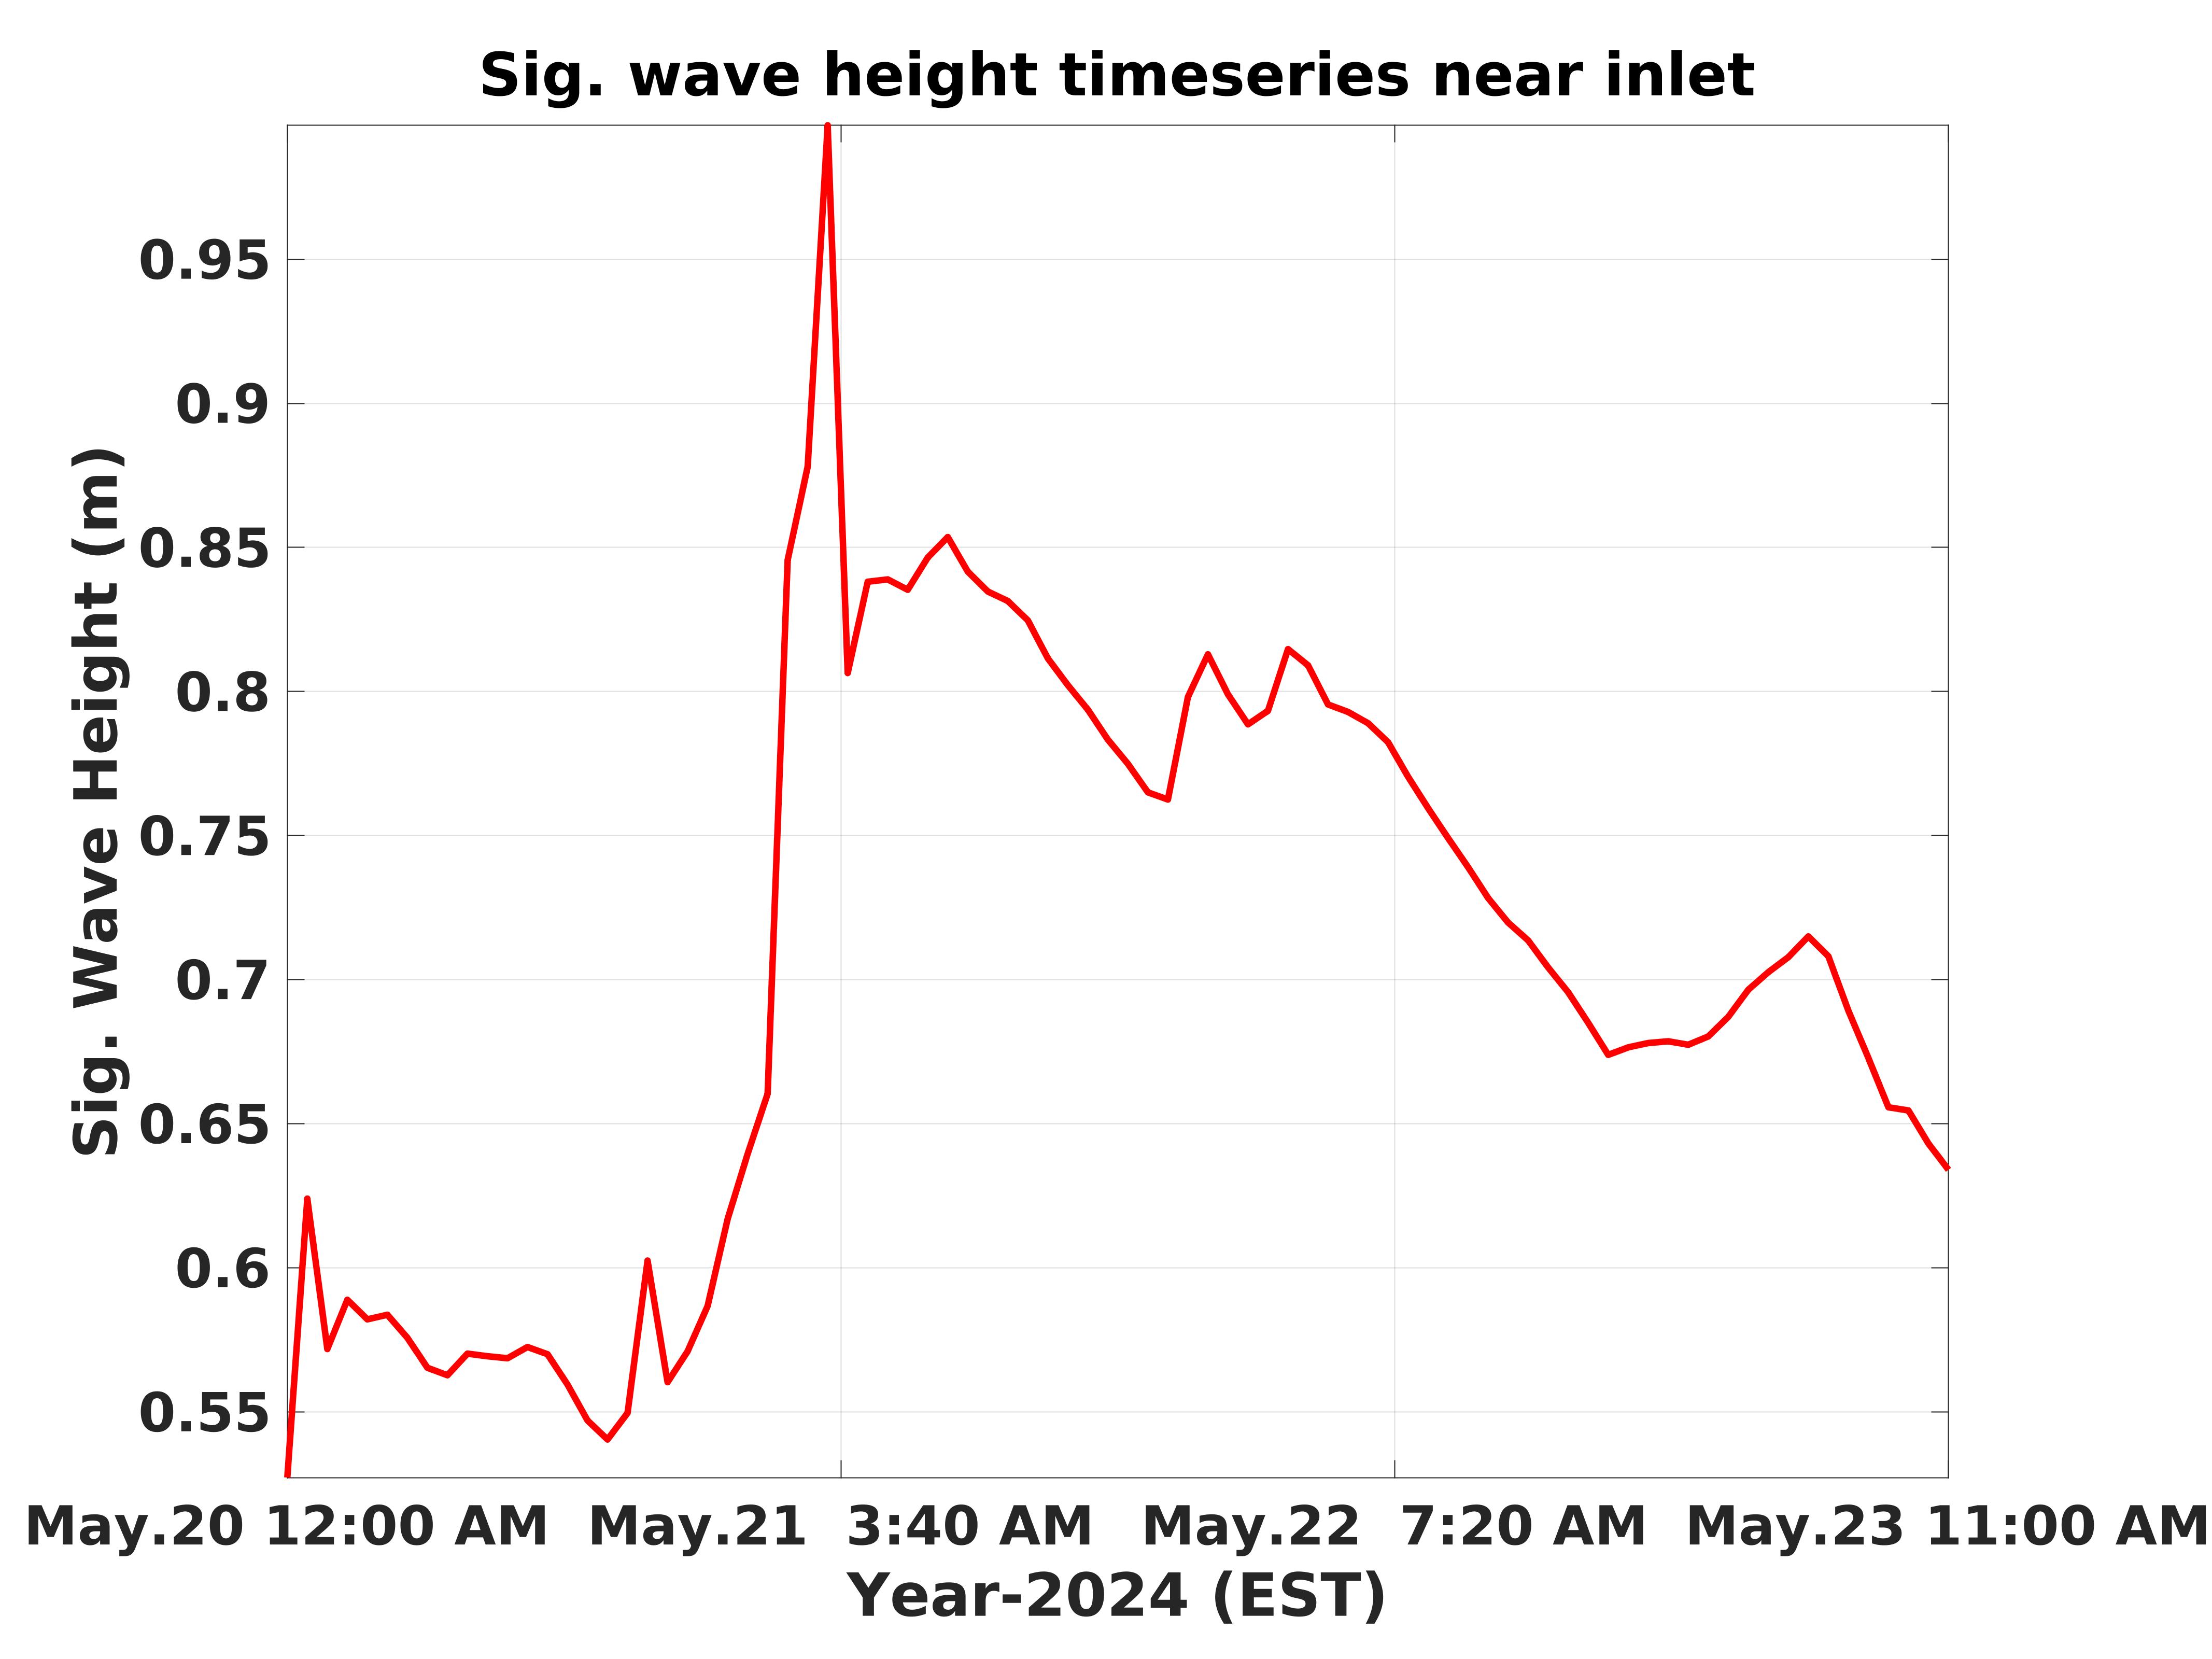 Sig. wave height timeseries near inlet
Sig. Wave Height (m)
0.95
0.9
0.85
0.8
0.75
0.7
0.65
0.6
0.55
May.20 12:00 AM May.21 3:40 AM May.22 7:20 AM May.23 11:00 AM
Year-2024 (EST)